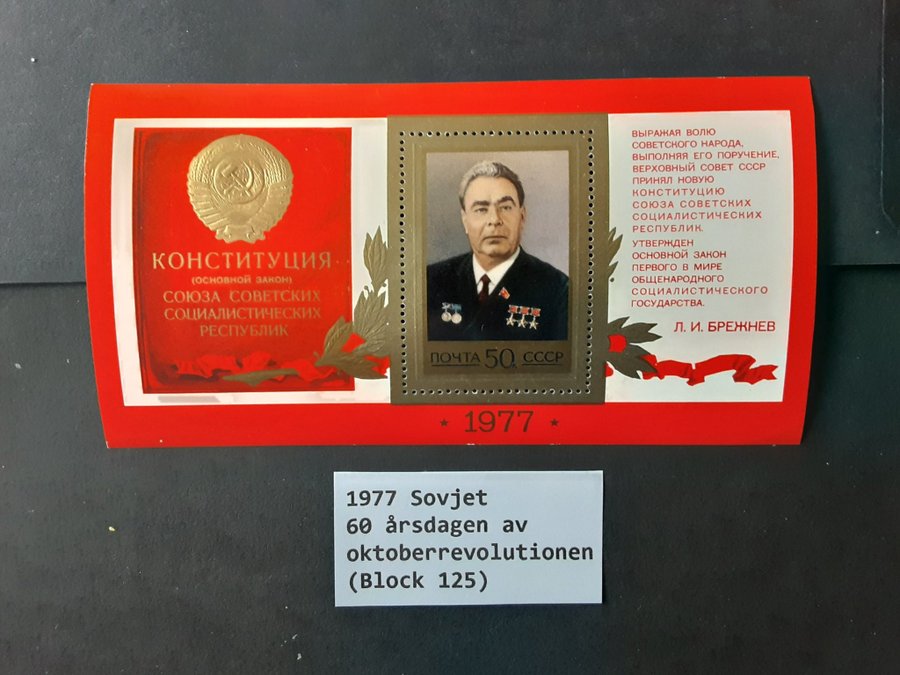 КОНСТИТУЦИЯ
(ОСНОВНОЙ ЗАКОН)
СОЮЗА СОВЕТСКИХ
СОЦИАЛИСТИЧЕСКИХ
РЕСПУБЛИК
ПОЧТА 50 СССР
ВЫРАЖАЯ ВОЛЮ
СОВЕТСКОГО НАРОДА,
ВЫПОЛНЯЯ ЕГО ПОРУЧЕНИЕ,
ВЕРХОВНЫЙ СОВЕТ СССР
ПРИНЯЛ НОВУЮ
КОНСТИТУЦИЮ
СОЮЗА СОВЕТСКИХ
СОЦИАЛИСТИЧЕСКИХ
РЕСПУБЛИК.
УТВЕРЖДЕН
ОСНОВНОЙ ЗАКОН
ПЕРВОГО В МИРЕ
ОБЩЕНАРОДНОГО
СОЦИАЛИСТИЧЕСКОГО
ГОСУДАРСТВА.
Л. И. БРЕЖНЕВ
★ 1977 ★
1977 Sovjet
60 årsdagen av
oktoberrevolutionen
(Block 125)